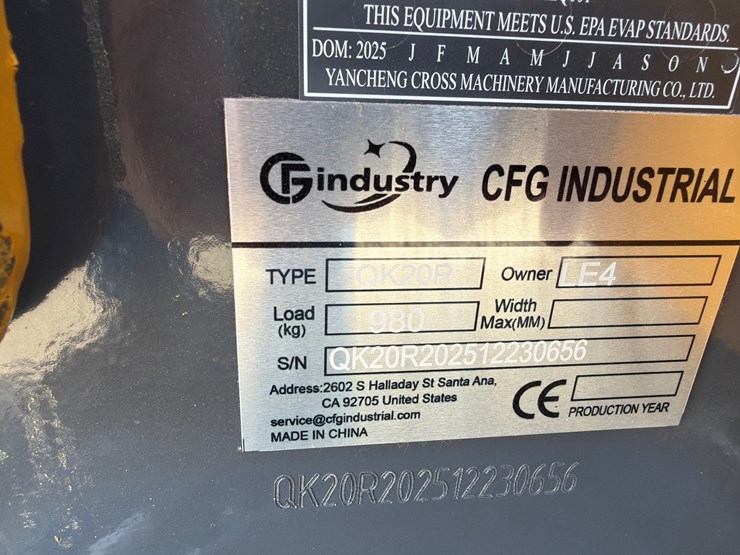 THIS EQUIPMENT MEETS U.S. EPA EVAP STANDARDS.
DOM: 2025 J F M A M J J A S O N
YANCHENG CROSS MACHINERY MANUFACTURING CO., LTD.
CFG industry CFG INDUSTRIAL
TYPE QK20R Owner LE4
Load (kg) 980 Width Max(MM)
S/N QK20R202512230656
Address:2602 S Halladay St Santa Ana,
CA 92705 United States
service@cfgindustrial.com
MADE IN CHINA
CE PRODUCTION YEAR
QK20R202512230656